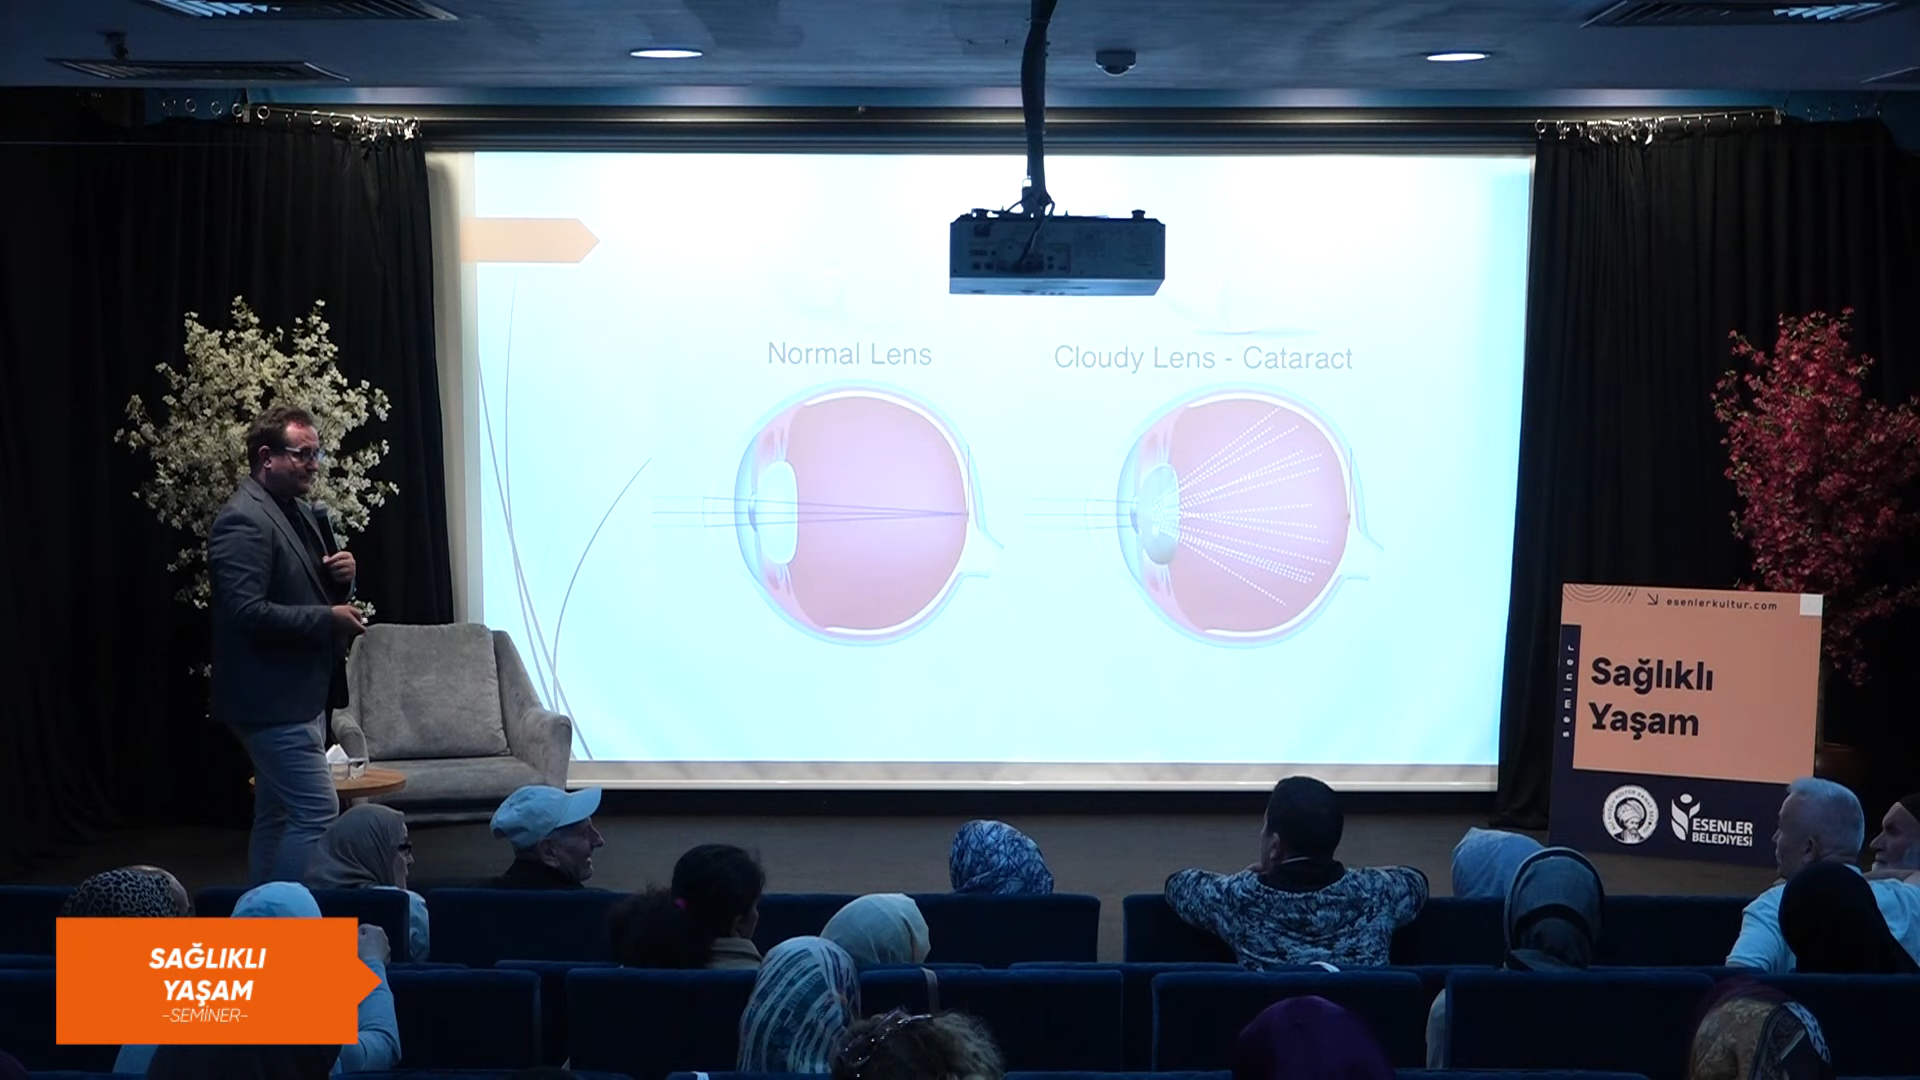 Normal Lens
Cloudy Lens - Cataract
esenlerkultur.com
seminer
Sağlıklı
Yaşam
ESENLER
BELEDİYESİ
SAĞLIKLI
YAŞAM
-SEMİNER-